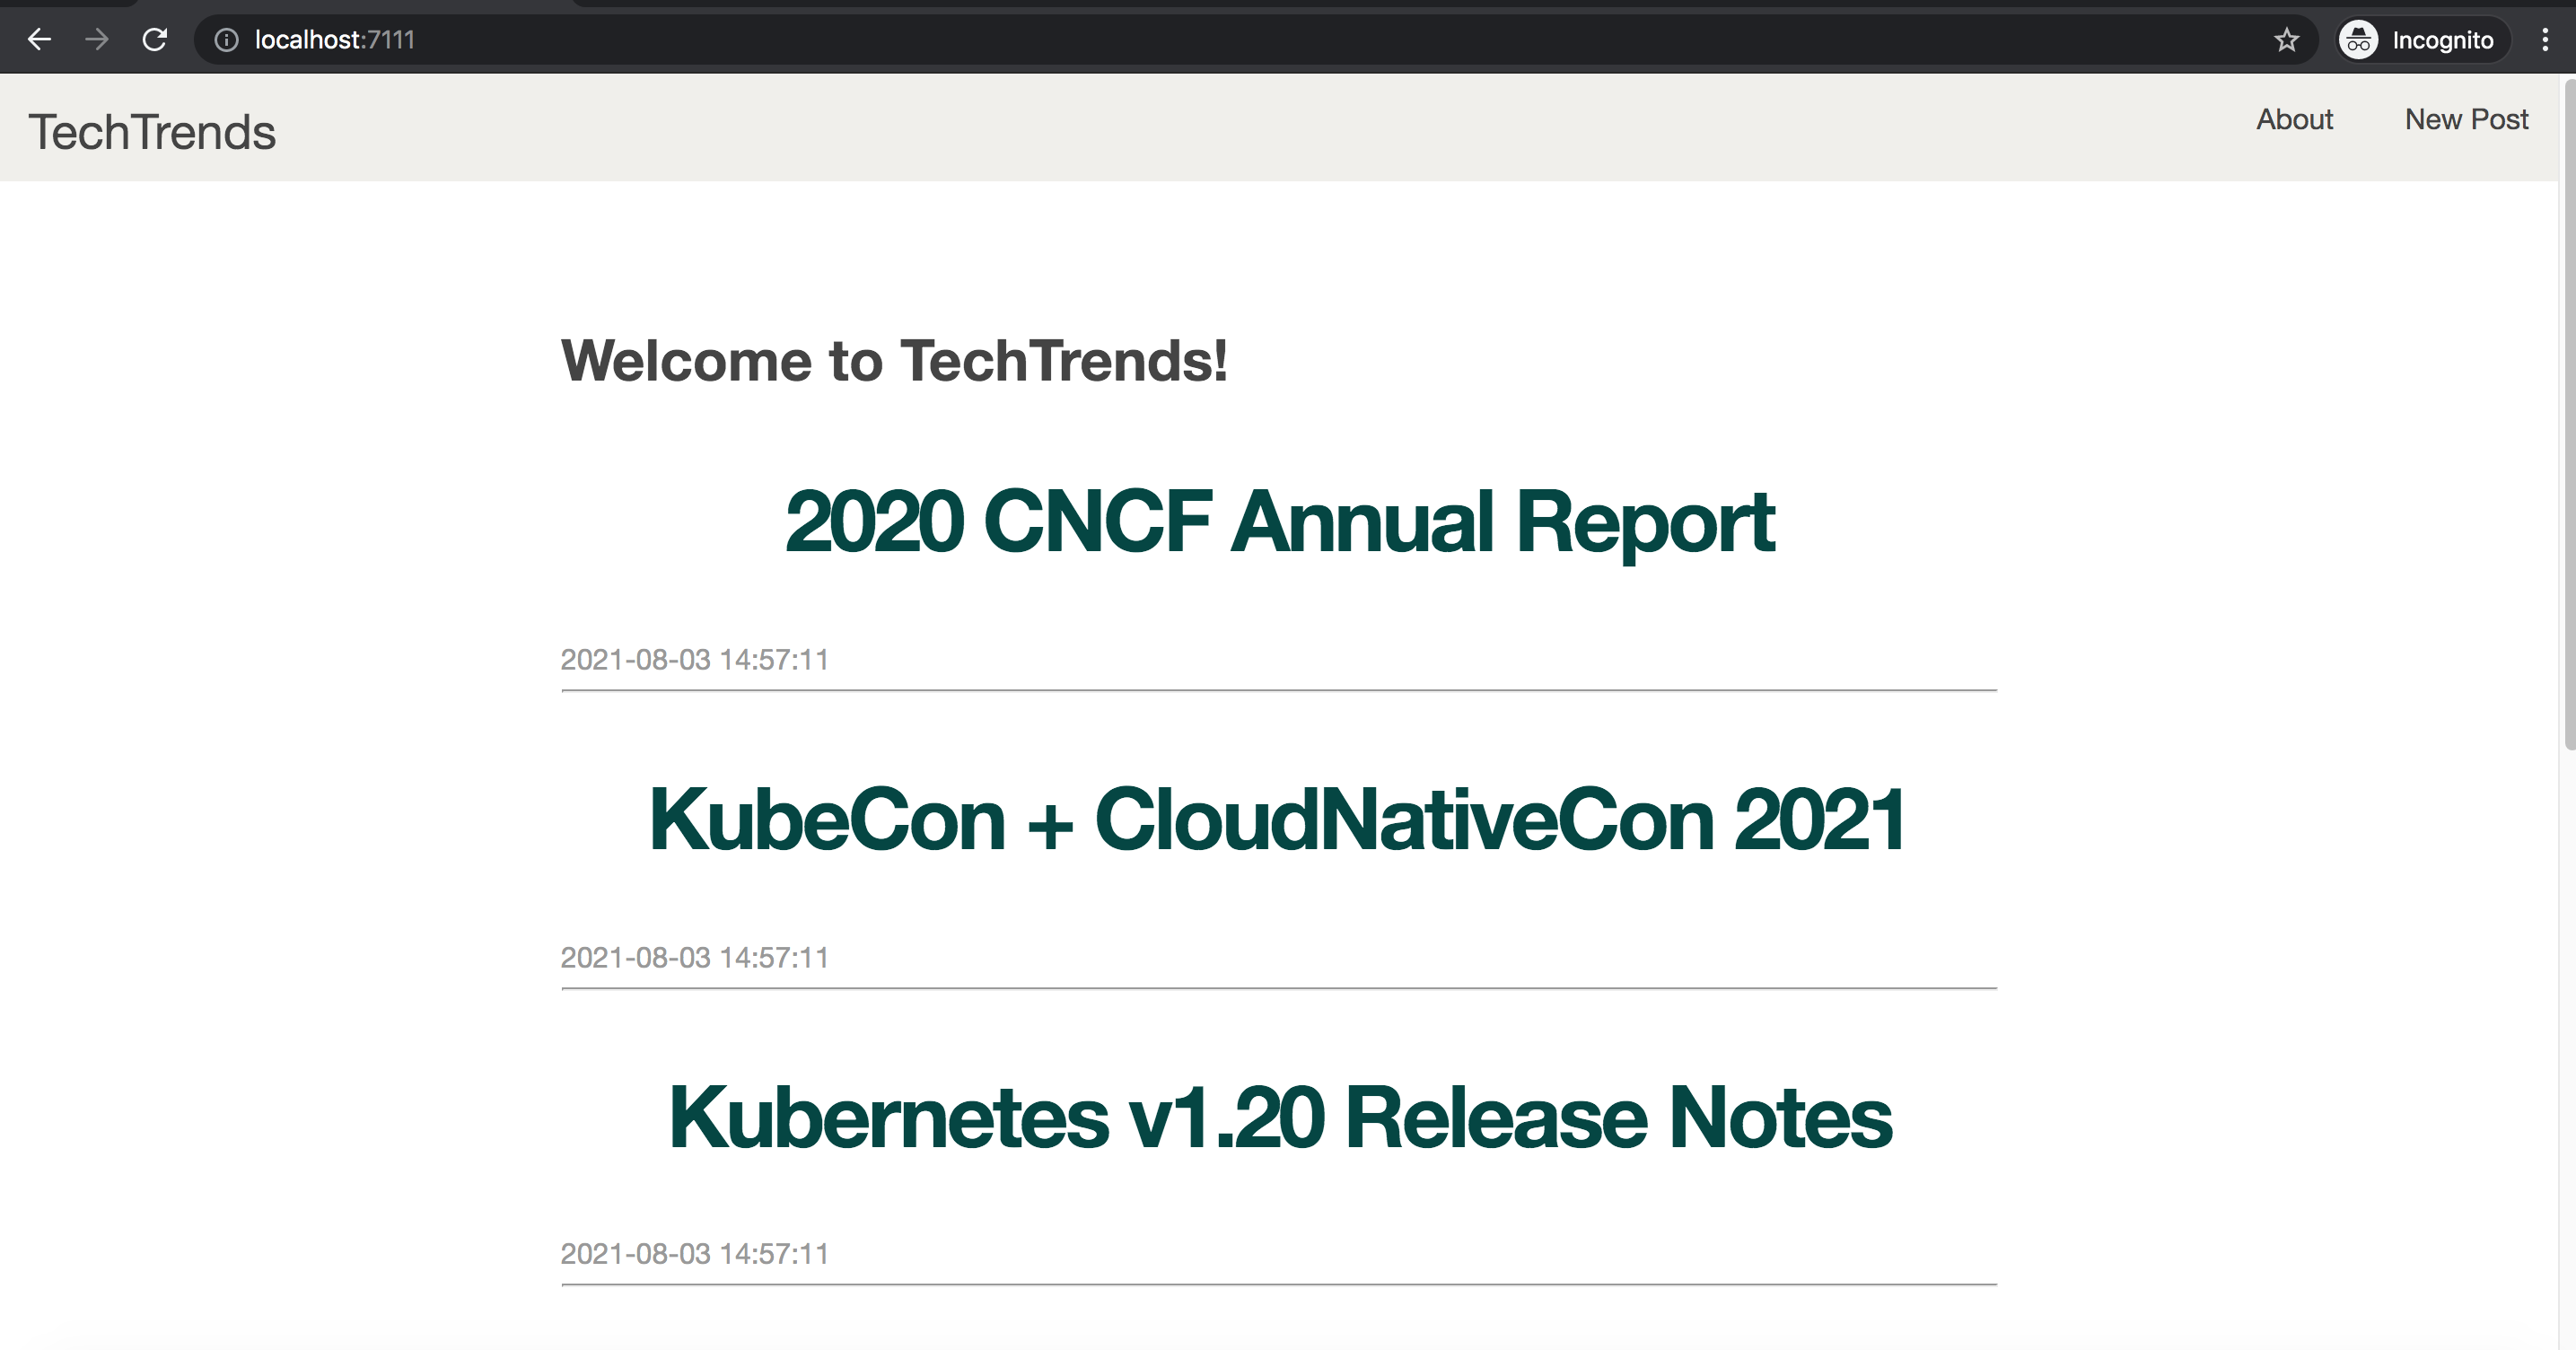 localhost:7111
Incognito
TechTrends
About
New Post
Welcome to TechTrends!
2020 CNCF Annual Report
2021-08-03 14:57:11
KubeCon + CloudNativeCon 2021
2021-08-03 14:57:11
Kubernetes v1.20 Release Notes
2021-08-03 14:57:11